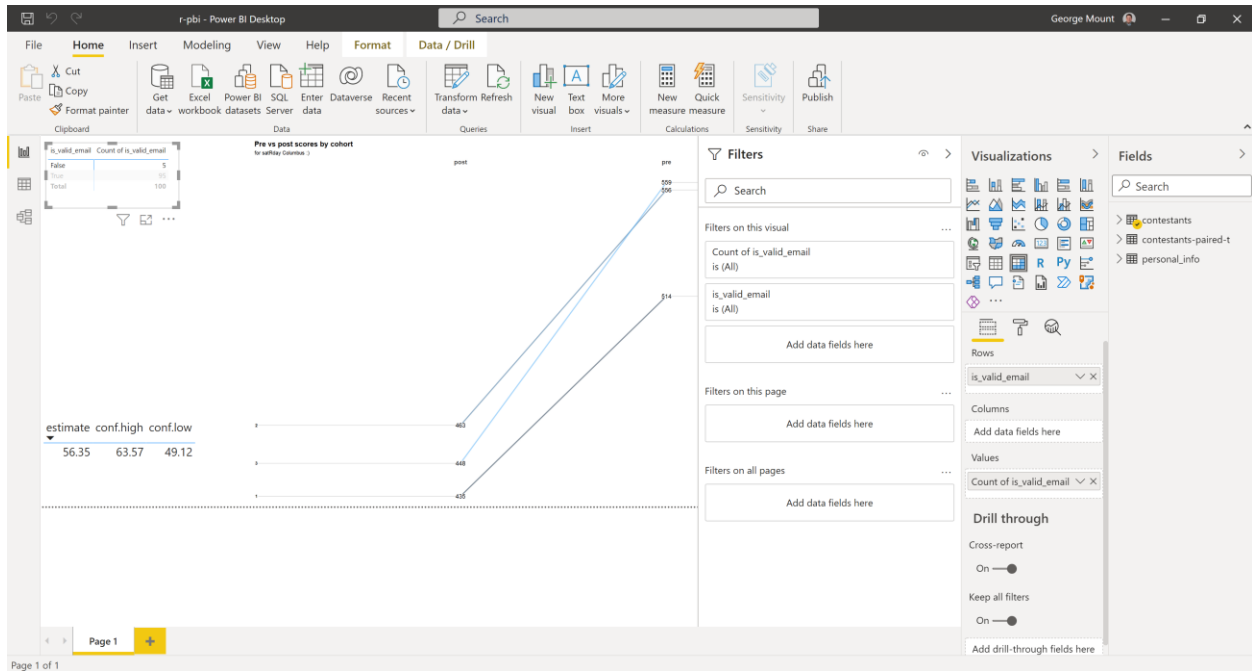 r-pbi - Power BI Desktop
Search
George Mount
File Home Insert Modeling View Help Format Data / Drill
Paste
Cut
Copy
Format painter
Clipboard
Get data
Excel workbook
Power BI datasets
SQL Server
Enter data
Dataverse
Recent sources
Data
Transform data
Refresh
Queries
New visual
Text box
More visuals
Insert
New measure
Quick measure
Calculations
Sensitivity
Sensitivity
Publish
Share
is_valid_email Count of is_valid_email
False 5
True 95
Total 100
Pre vs post scores by cohort
for satRday Columbus :)
post pre
559
556
514
3 463
448
1 435
estimate conf.high conf.low
56.35 63.57 49.12
Filters
Search
Filters on this visual
Count of is_valid_email
is (All)
is_valid_email
is (All)
Add data fields here
Filters on this page
Add data fields here
Filters on all pages
Add data fields here
Visualizations
R Py
123
Rows
is_valid_email
Columns
Add data fields here
Values
Count of is_valid_email
Drill through
Cross-report
On
Keep all filters
On
Add drill-through fields here
Fields
Search
contestants
contestants-paired-t
personal_info
Page 1
Page 1 of 1